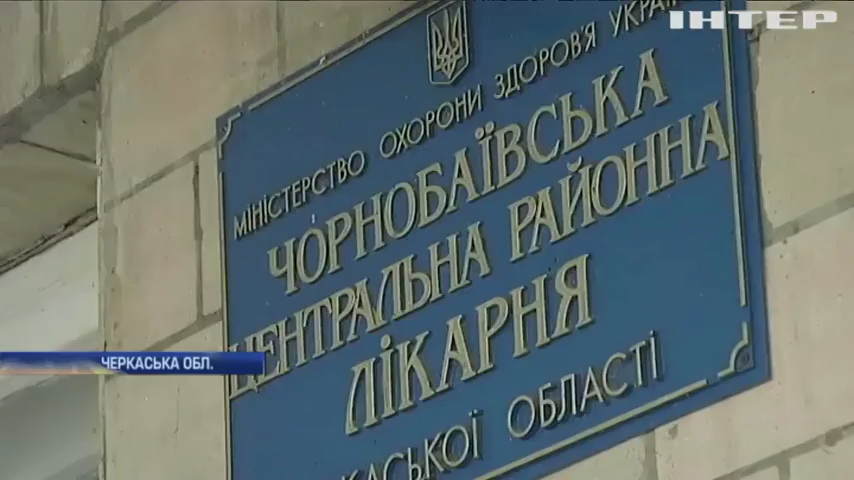 ІНТЕР
МІНІСТЕРСТВО ОХОРОНИ ЗДОРОВ'Я
ЧОРНОБАЇВСЬКА
ЦЕНТРАЛЬНА РАЙОННА
ЛІКАРНЯ
ОБЛАСТІ
ЧЕРКАСЬКА ОБЛ.